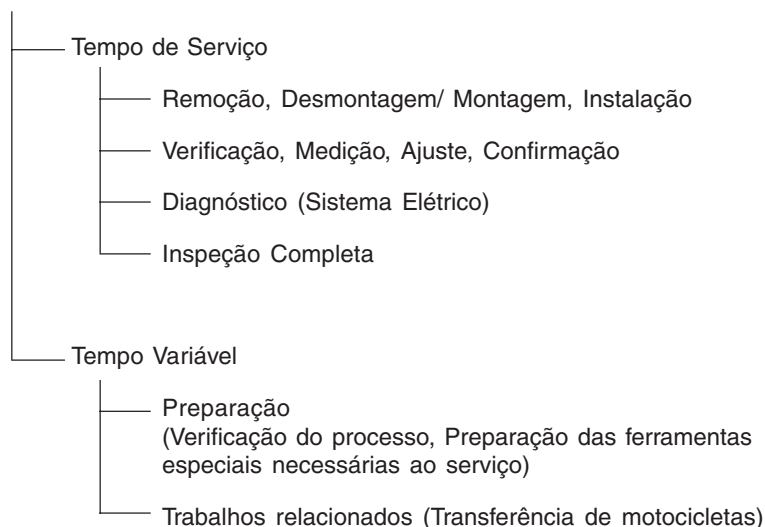 Tempo de Serviço
Remoção, Desmontagem/ Montagem, Instalação
Verificação, Medição, Ajuste, Confirmação
Diagnóstico (Sistema Elétrico)
Inspeção Completa
Tempo Variável
Preparação
(Verificação do processo, Preparação das ferramentas
especiais necessárias ao serviço)
Trabalhos relacionados (Transferência de motocicletas)